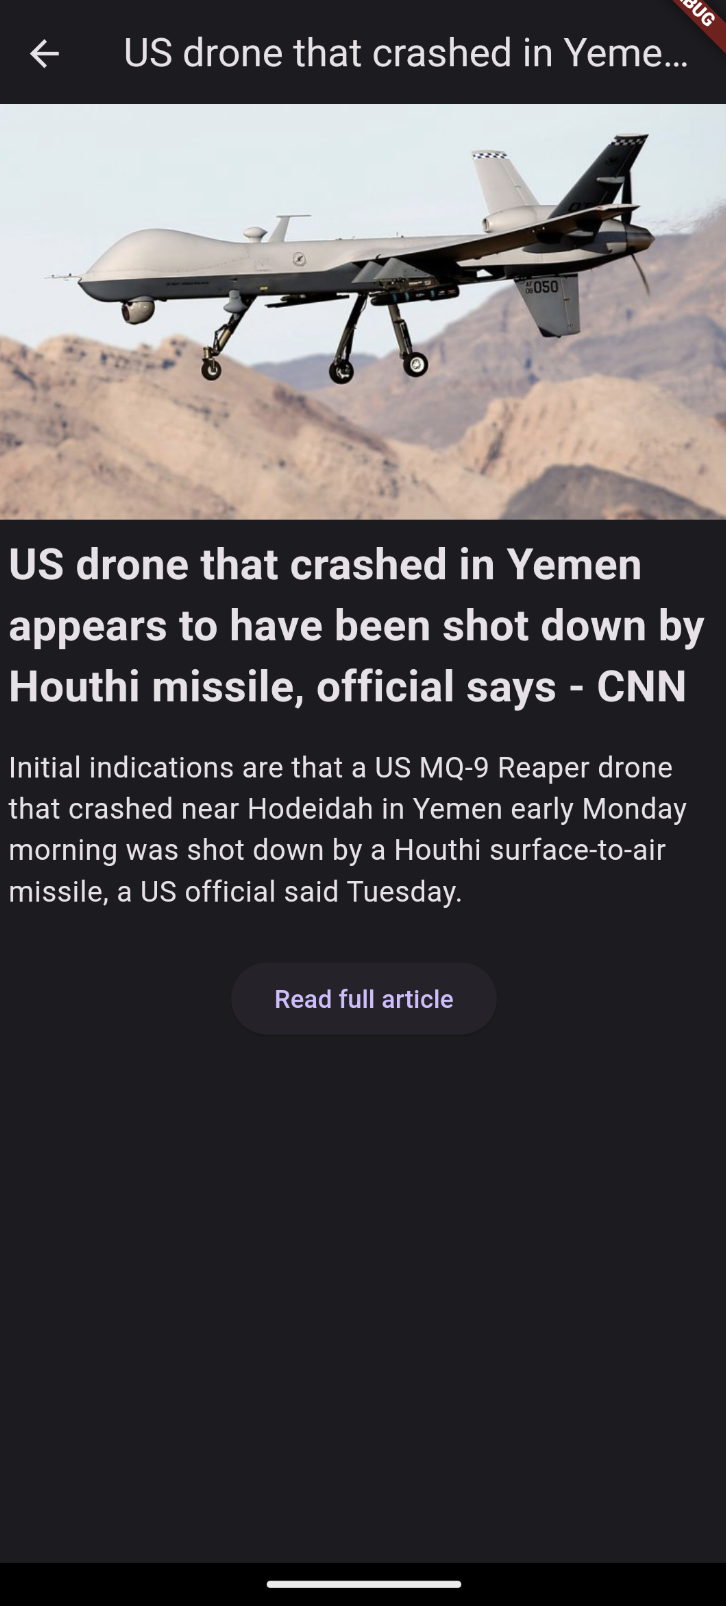 US drone that crashed in Yeme...
BUG
US drone that crashed in Yemen
appears to have been shot down by
Houthi missile, official says - CNN
Initial indications are that a US MQ-9 Reaper drone
that crashed near Hodeidah in Yemen early Monday
morning was shot down by a Houthi surface-to-air
missile, a US official said Tuesday.
Read full article
AF
050